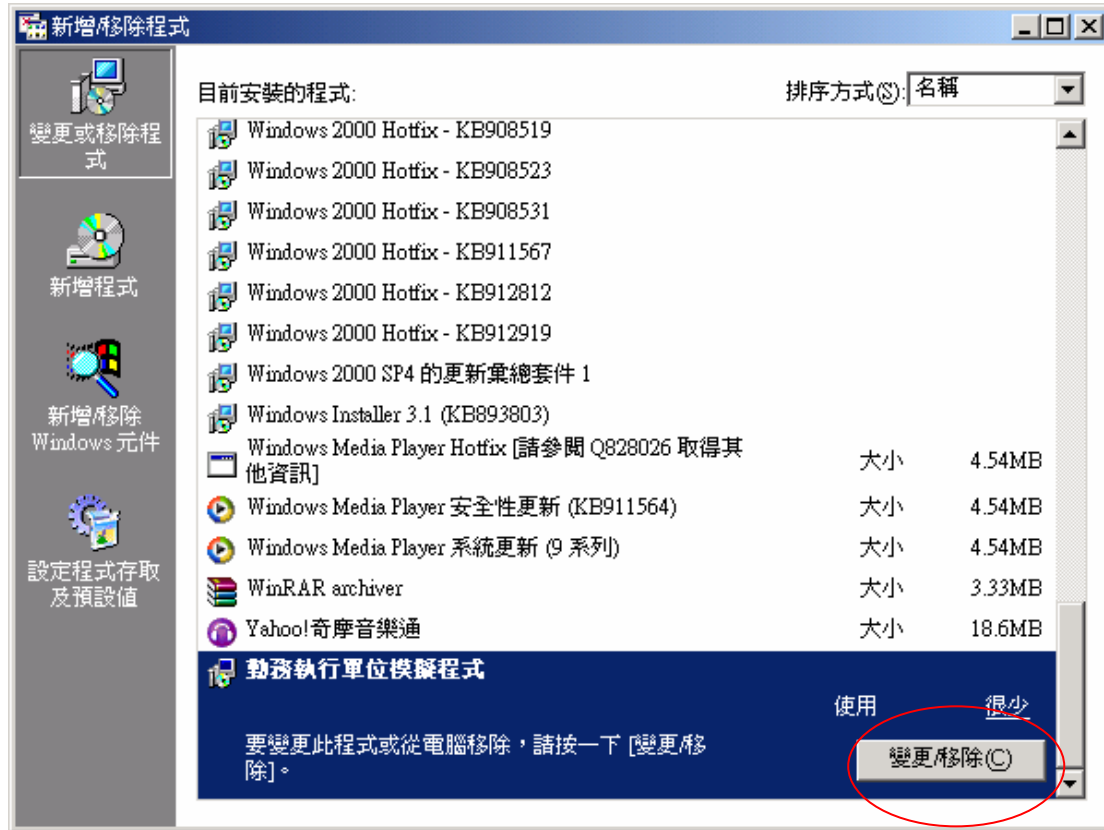 新增/移除程式
變更或移除程
式
新增程式
新增/移除
Windows 元件
設定程式存取
及預設值
目前安裝的程式:
排序方式(S): 名稱
Windows 2000 Hotfix - KB908519
Windows 2000 Hotfix - KB908523
Windows 2000 Hotfix - KB908531
Windows 2000 Hotfix - KB911567
Windows 2000 Hotfix - KB912812
Windows 2000 Hotfix - KB912919
Windows 2000 SP4 的更新彙總套件 1
Windows Installer 3.1 (KB893803)
Windows Media Player Hotfix [請參閱 Q828026 取得其
他資訊] 大小 4.54MB
Windows Media Player 安全性更新 (KB911564) 大小 4.54MB
Windows Media Player 系統更新 (9 系列) 大小 4.54MB
WinRAR archiver 大小 3.33MB
Yahoo!奇摩音樂通 大小 18.6MB
勤務執行單位模擬程式
使用 很少
要變更此程式或從電腦移除，請按一下 [變更/移
除]。
變更/移除(C)